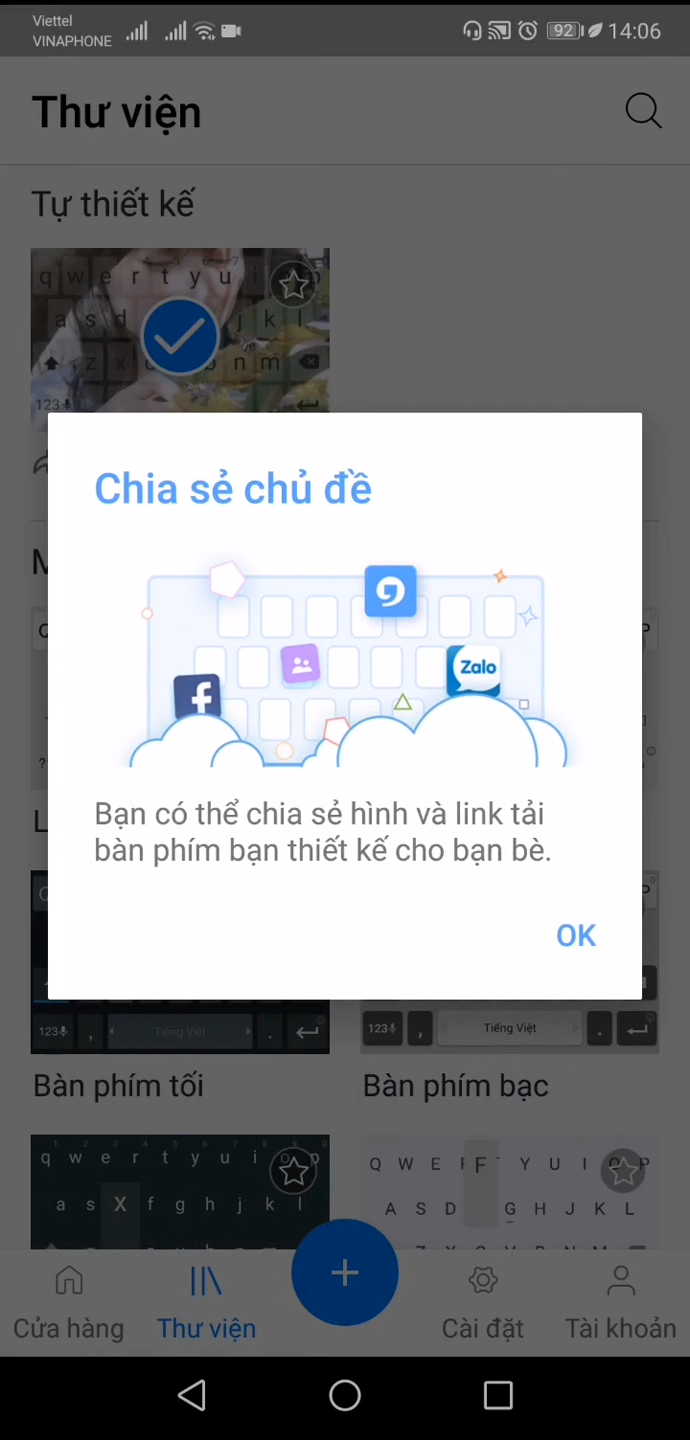 Viettel
VINAPHONE
92
14:06
Thư viện
Tự thiết kế
q w e r t y u i o p
a s d j k l
z x n m
123
Chia sẻ chủ đề
Zalo
Bạn có thể chia sẻ hình và link tải
bàn phím bạn thiết kế cho bạn bè.
OK
123 , Tiếng Việt .
123 , Tiếng Việt .
Bàn phím tối
Bàn phím bạc
q w e r t y u i o p
a s X f g h j k l
Q W E F Y U I O P
A S D G H J K L
Cửa hàng
Thư viện
Cài đặt
Tài khoản